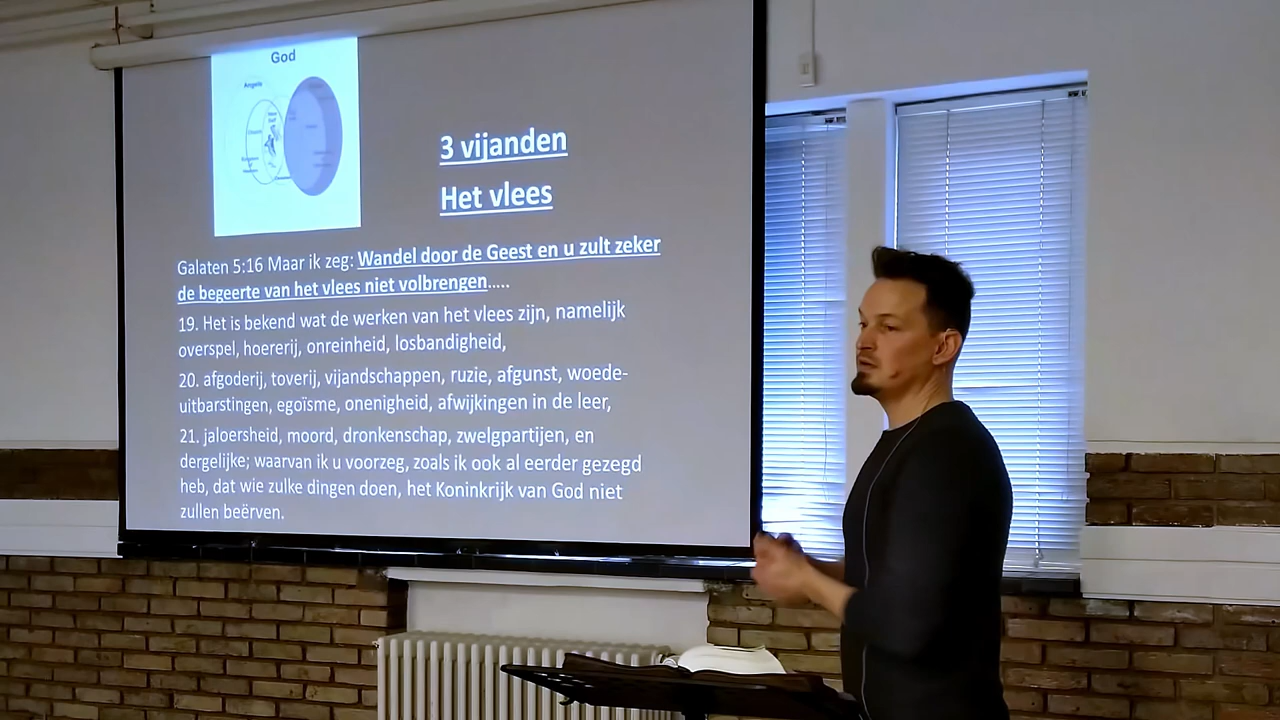 God
Angels
3 vijanden
Het vlees
Galaten 5:16 Maar ik zeg: Wandel door de Geest en u zult zeker
de begeerte van het vlees niet volbrengen.....
19. Het is bekend wat de werken van het vlees zijn, namelijk
overspel, hoererij, onreinheid, losbandigheid,
20. afgoderij, toverij, vijandschappen, ruzie, afgunst, woede-
uitbarstingen, egoïsme, onenigheid, afwijkingen in de leer,
21. jaloersheid, moord, dronkenschap, zwelgpartijen, en
dergelijke; waarvan ik u voorzeg, zoals ik ook al eerder gezegd
heb, dat wie zulke dingen doen, het Koninkrijk van God niet
zullen beërven.